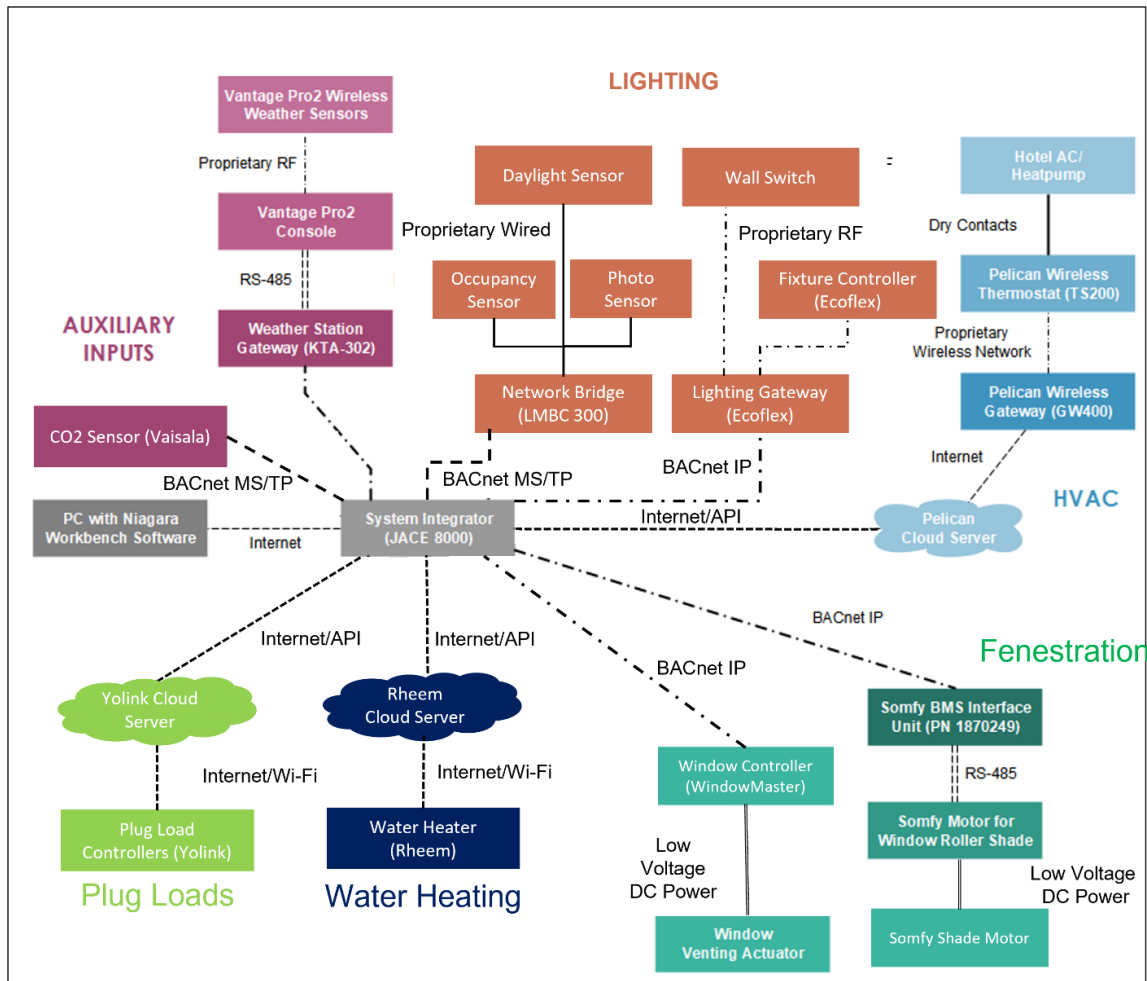 LIGHTING
Vantage Pro2 Wireless
Weather Sensors
Proprietary RF
Vantage Pro2
Console
RS-485
AUXILIARY
INPUTS
Weather Station
Gateway (KTA-302)
Daylight Sensor
Wall Switch
=
Hotel AC/
Heatpump
Proprietary Wired
Proprietary RF
Dry Contacts
Occupancy
Sensor
Photo
Sensor
Fixture Controller
(Ecoflex)
Pelican Wireless
Thermostat (TS200)
Proprietary
Wireless Network
Network Bridge
(LMBC 300)
Lighting Gateway
(Ecoflex)
Pelican Wireless
Gateway (GW400)
CO2 Sensor (Vaisala)
BACnet MS/TP
BACnet MS/TP
BACnet IP
Internet
HVAC
PC with Niagara
Workbench Software
Internet
System Integrator
(JACE 8000)
Internet/API
Pelican
Cloud Server
Internet/API
Internet/API
BACnet IP
BACnet IP
Fenestration
Yolink Cloud
Server
Rheem
Cloud Server
Somfy BMS Interface
Unit (PN 1870249)
Internet/Wi-Fi
Internet/Wi-Fi
Window Controller
(WindowMaster)
RS-485
Plug Load
Controllers (Yolink)
Water Heater
(Rheem)
Somfy Motor for
Window Roller Shade
Plug Loads
Water Heating
Low
Voltage
DC Power
Low Voltage
DC Power
Window
Venting Actuator
Somfy Shade Motor